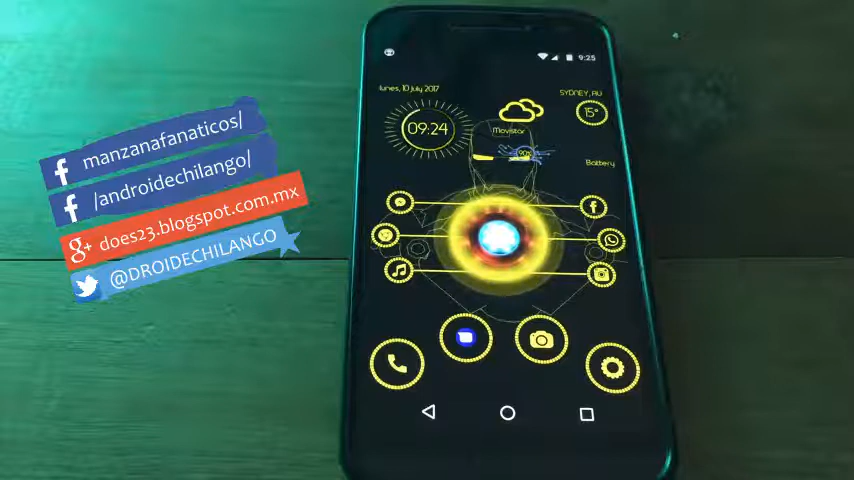 manzanafanaticos/
/androidechilango/
g+ does23.blogspot.com.mx
@DROIDECHILANGO
9:25
lunes, 10 July 2017
SYDNEY, AU
09:24
15°
Movistar
90%
Battery